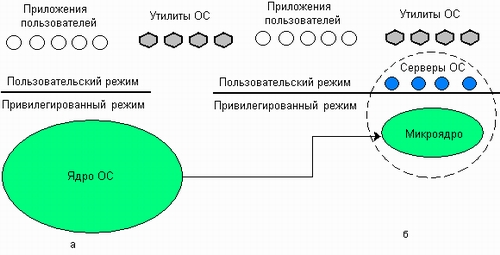 Приложения
пользователей
Утилиты ОС
Приложения
пользователей
Утилиты ОС
Серверы ОС
Пользовательский режим
Привилегированный режим
Пользовательский режим
Привилегированный режим
Ядро ОС
Микроядро
а
б